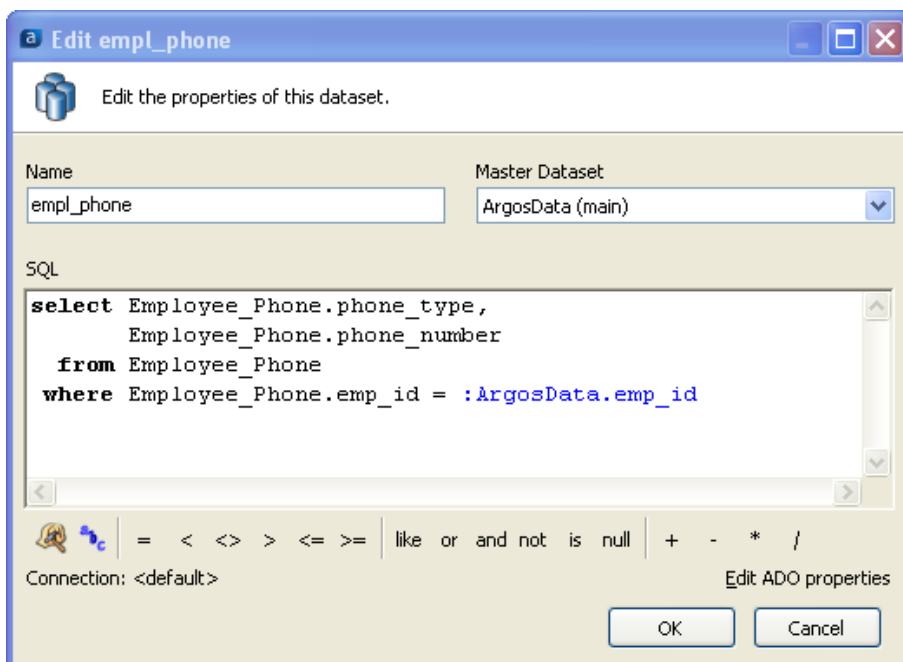 a Edit empl_phone
Edit the properties of this dataset.
Name
Master Dataset
empl_phone
ArgosData (main)
SQL
select Employee_Phone.phone_type,
Employee_Phone.phone_number
from Employee_Phone
where Employee_Phone.emp_id = :ArgosData.emp_id
abc = < <> > <= >= like or and not is null + - * /
Connection: <default>
Edit ADO properties
OK
Cancel